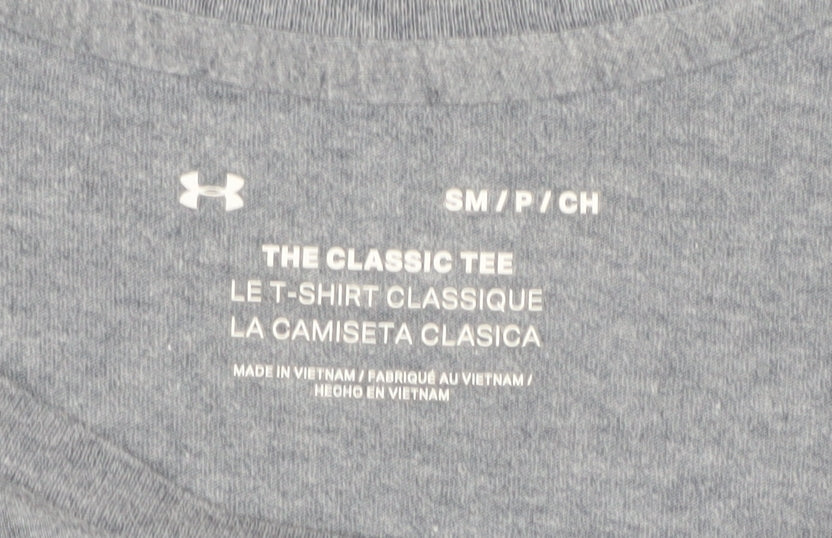 SM / P / CH
THE CLASSIC TEE
LE T-SHIRT CLASSIQUE
LA CAMISETA CLASICA
MADE IN VIETNAM / FABRIQUÉ AU VIETNAM /
HECHO EN VIETNAM